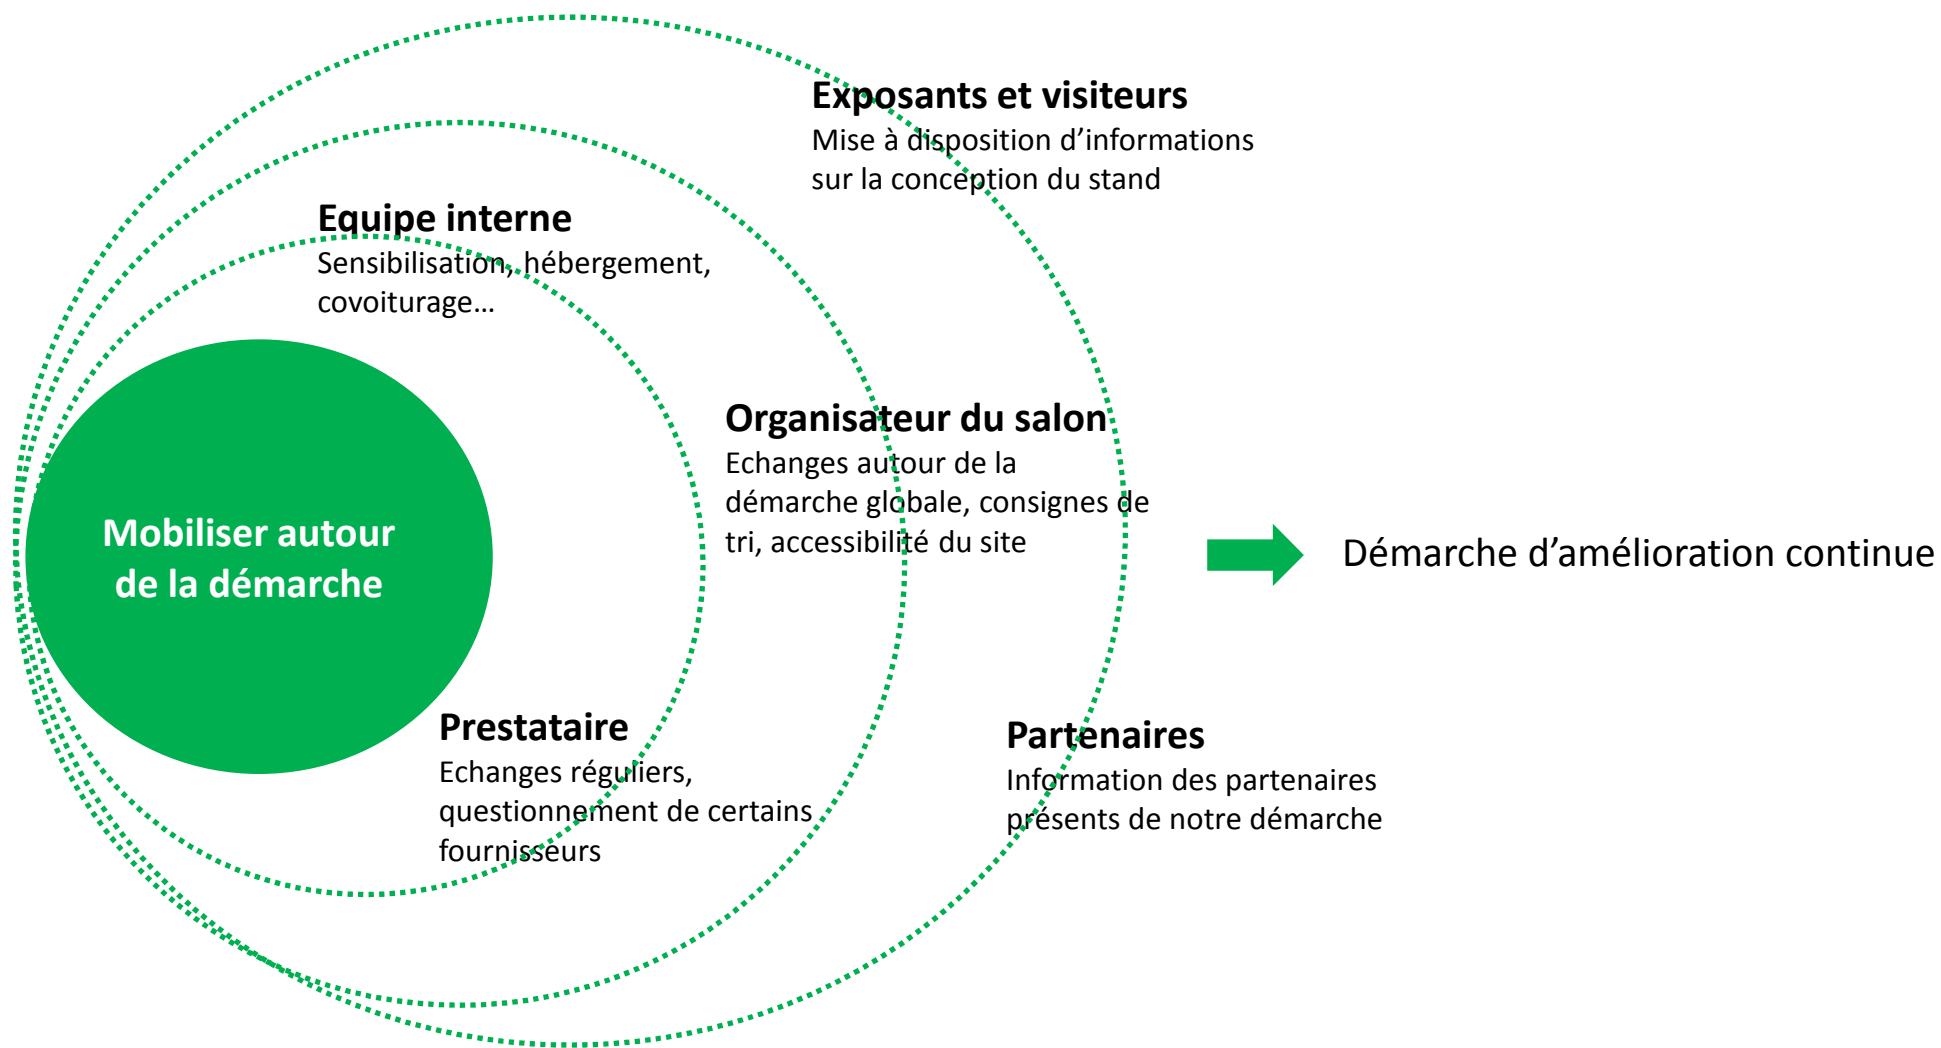 Exposants et visiteurs
Mise à disposition d’informations
sur la conception du stand
Equipe interne
Sensibilisation, hébergement,
covoiturage…
Organisateur du salon
Echanges autour de la
démarche globale, consignes de
tri, accessibilité du site
Mobiliser autour
de la démarche
Démarche d’amélioration continue
Prestataire
Echanges réguliers,
questionnement de certains
fournisseurs
Partenaires
Information des partenaires
présents de notre démarche